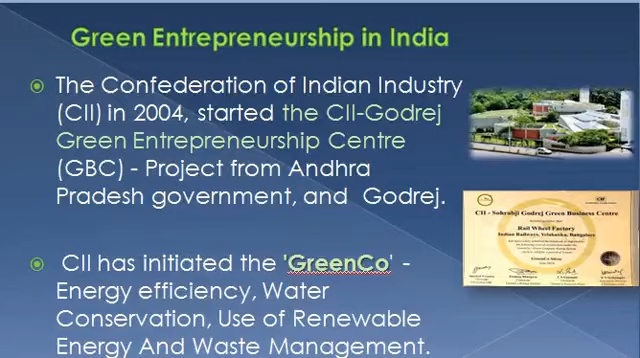 Green Entrepreneurship in India
The Confederation of Indian Industry
(CII) in 2004, started the CII-Godrej
Green Entrepreneurship Centre
(GBC) - Project from Andhra
Pradesh government, and Godrej.
CII - Sohrabji Godrej Green Business Centre
Rail Wheel Factory
Indian Railways, Yelahanka, Bangalore
CII has initiated the 'GreenCo' -
Energy efficiency, Water
Conservation, Use of Renewable
Energy And Waste Management.